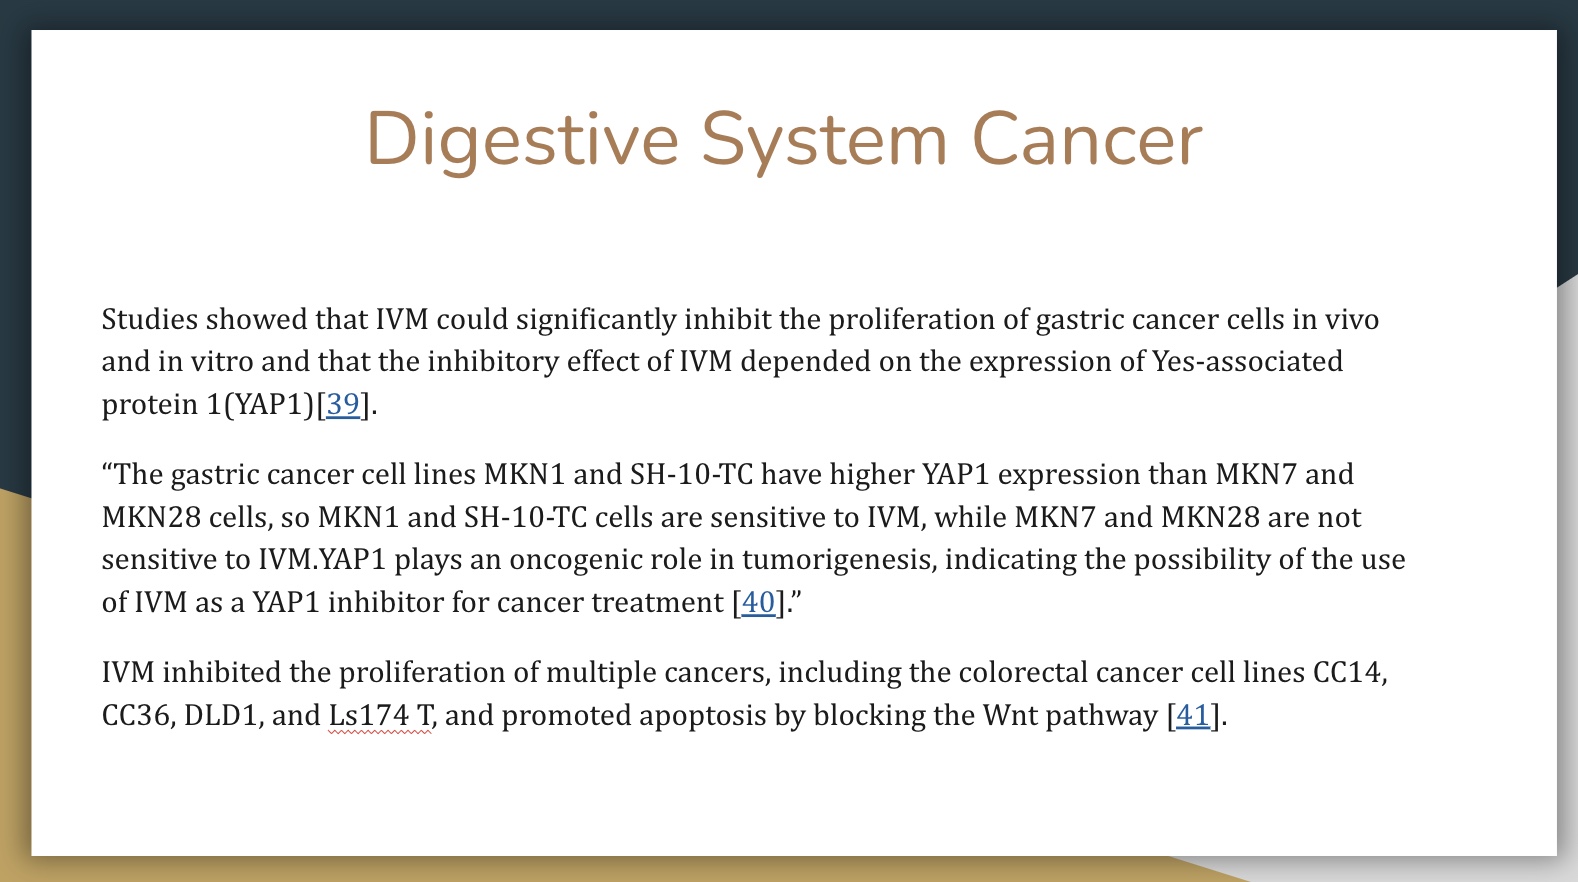 Digestive System Cancer
Studies showed that IVM could significantly inhibit the proliferation of gastric cancer cells in vivo
and in vitro and that the inhibitory effect of IVM depended on the expression of Yes-associated
protein 1(YAP1)[39].
“The gastric cancer cell lines MKN1 and SH-10-TC have higher YAP1 expression than MKN7 and
MKN28 cells, so MKN1 and SH-10-TC cells are sensitive to IVM, while MKN7 and MKN28 are not
sensitive to IVM.YAP1 plays an oncogenic role in tumorigenesis, indicating the possibility of the use
of IVM as a YAP1 inhibitor for cancer treatment [40].”
IVM inhibited the proliferation of multiple cancers, including the colorectal cancer cell lines CC14,
CC36, DLD1, and Ls174 T, and promoted apoptosis by blocking the Wnt pathway [41].